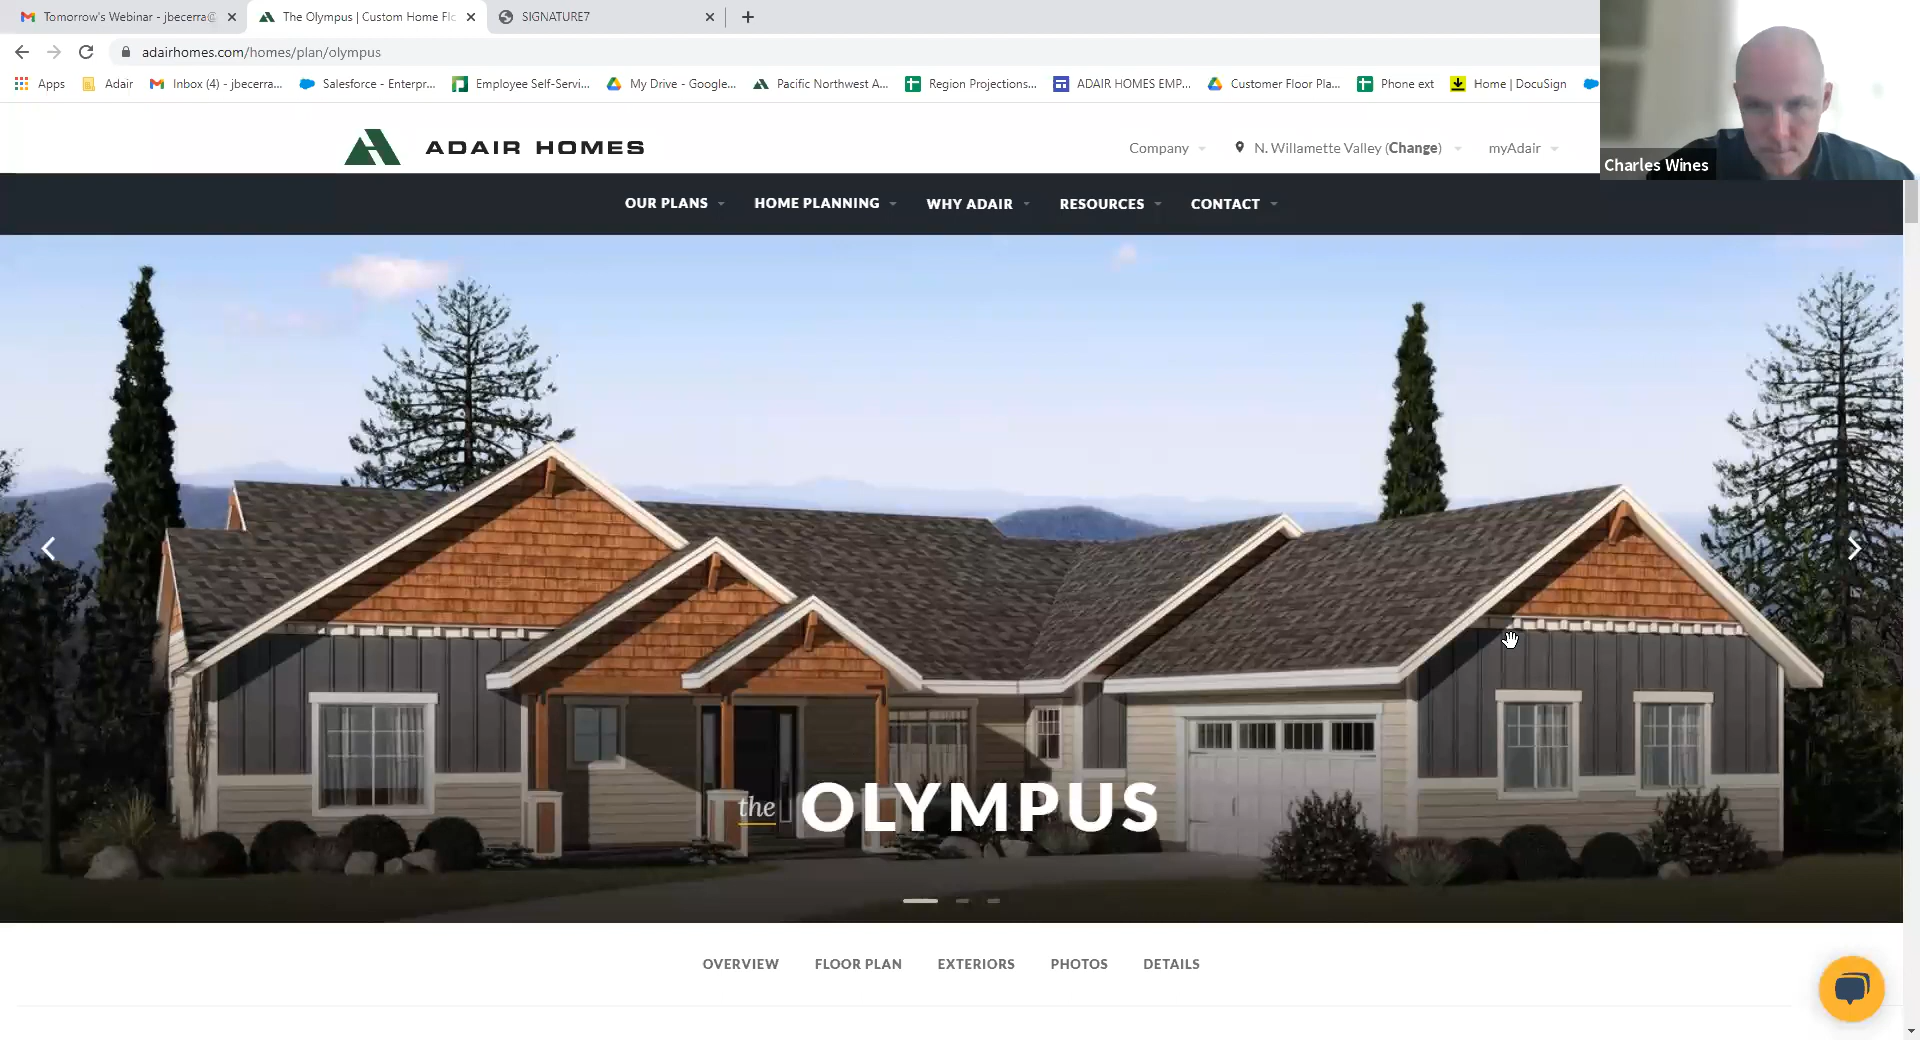 Tomorrow's Webinar - jbecerra@
The Olympus | Custom Home Flo
SIGNATURE7
adairhomes.com/homes/plan/olympus
Apps
Adair
Inbox (4) - jbecerra...
Salesforce - Enterpr...
Employee Self-Servi...
My Drive - Google...
Pacific Northwest A...
Region Projections...
ADAIR HOMES EMP...
Customer Floor Pla...
Phone ext
Home | DocuSign
ADAIR HOMES
Company
N. Willamette Valley (Change)
myAdair
Charles Wines
OUR PLANS
HOME PLANNING
WHY ADAIR
RESOURCES
CONTACT
the OLYMPUS
OVERVIEW
FLOOR PLAN
EXTERIORS
PHOTOS
DETAILS